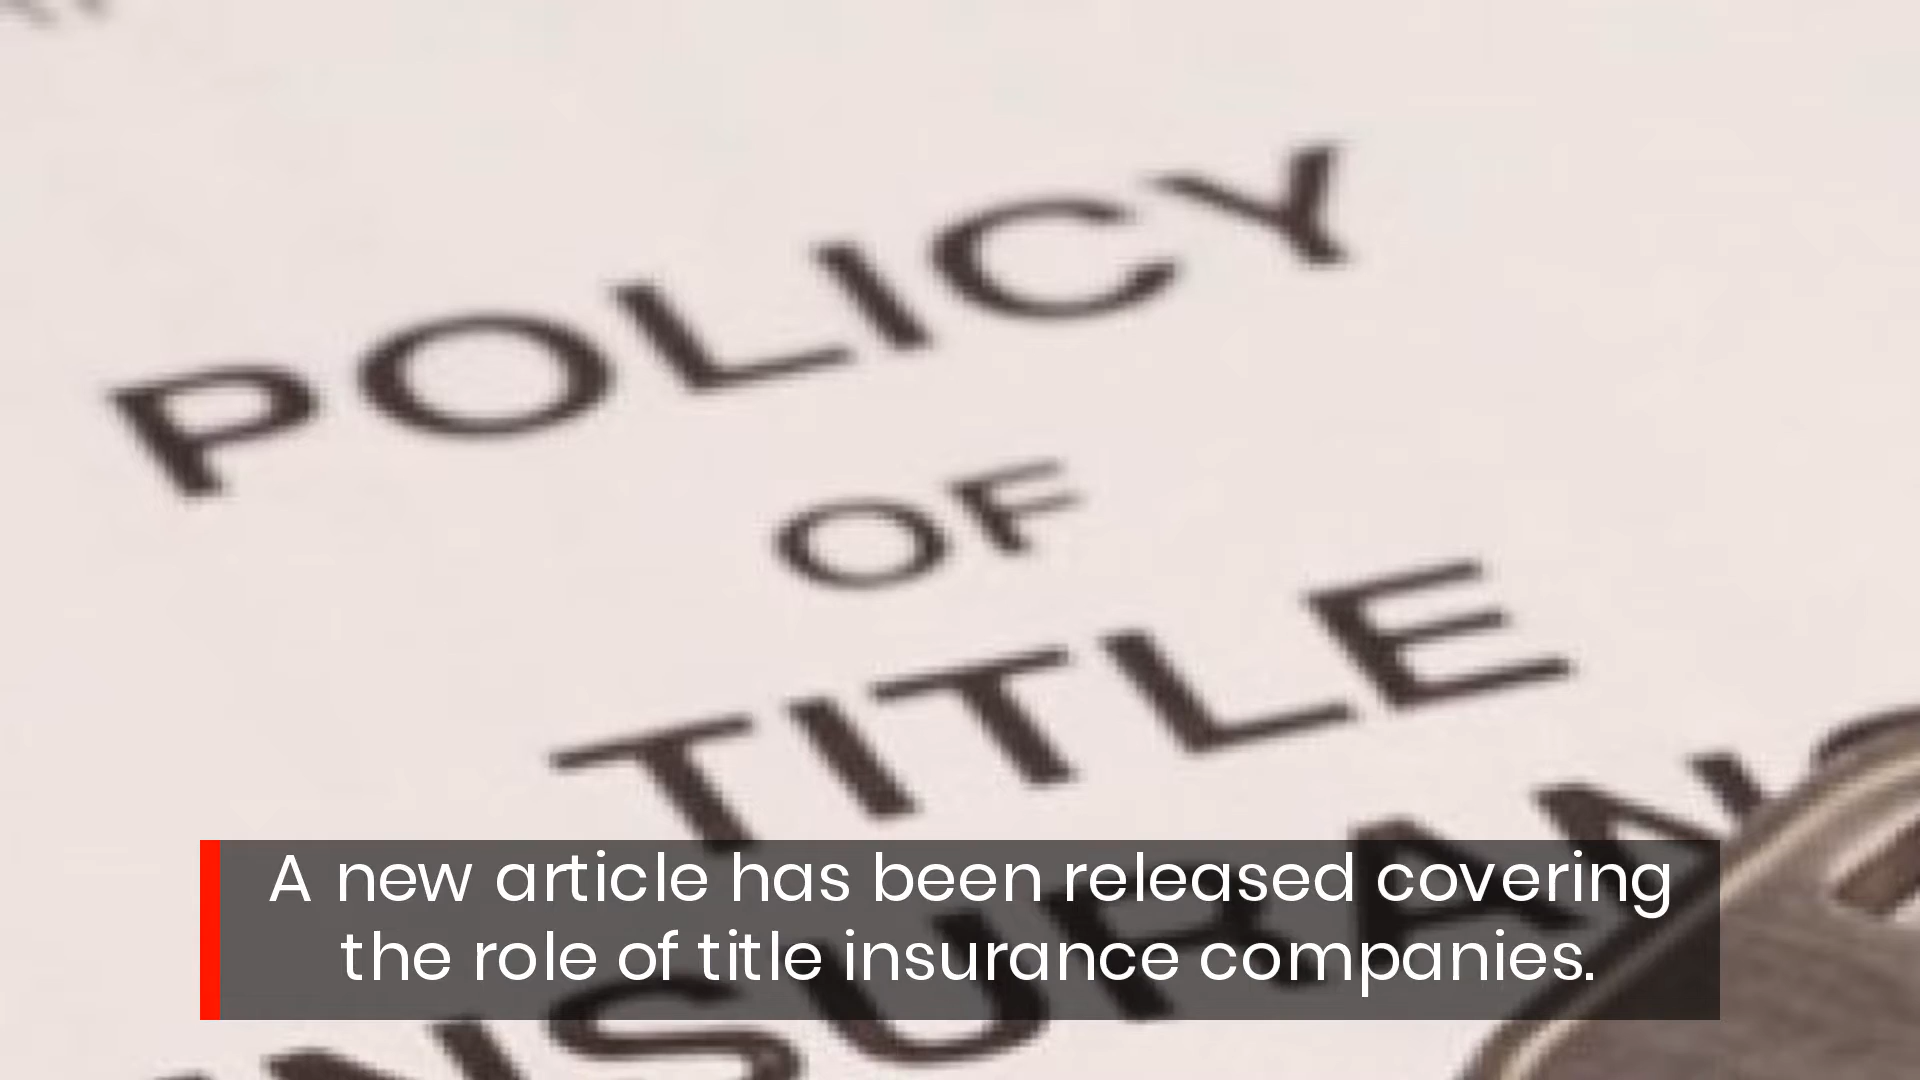 POLICY
OF
TITLE
A new article has been released covering
the role of title insurance companies.